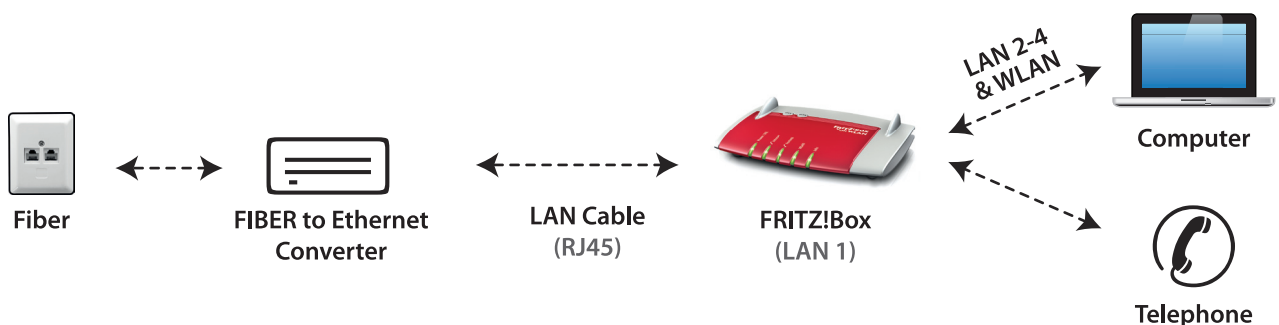 Fiber
FIBER to Ethernet
Converter
LAN Cable
(RJ45)
FRITZ!Box
(LAN 1)
LAN 2-4
& WLAN
Computer
Telephone